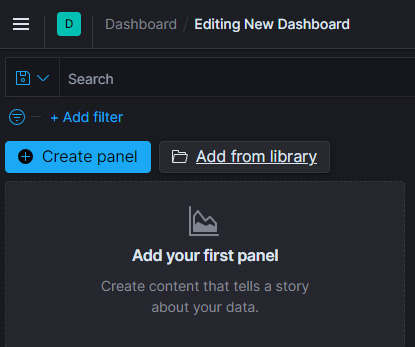 D Dashboard / Editing New Dashboard
Search
+ Add filter
Create panel Add from library
Add your first panel
Create content that tells a story
about your data.